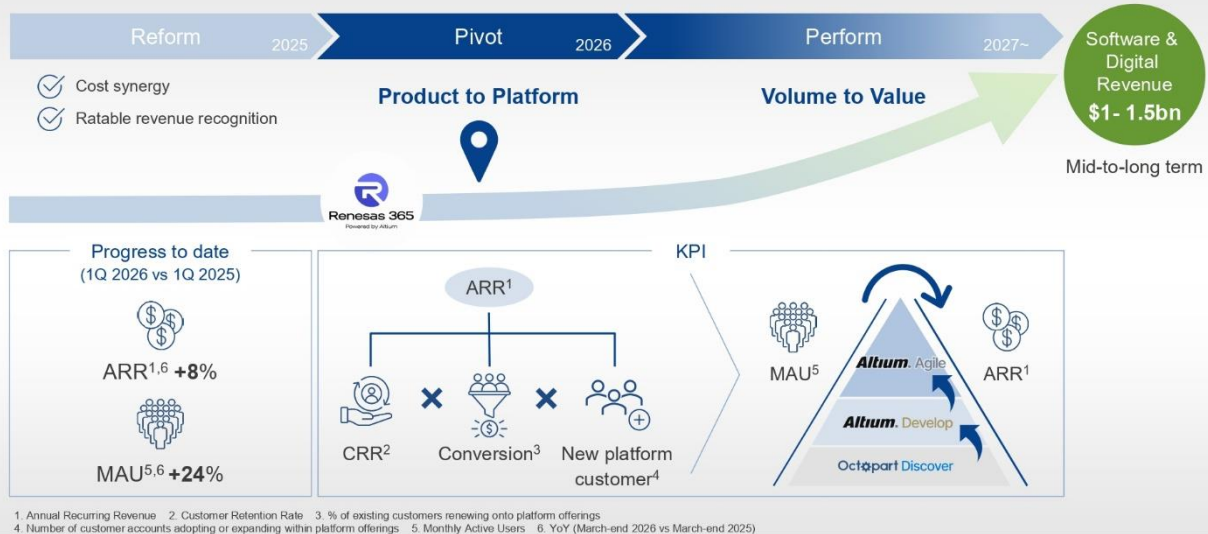 Reform 2025
Pivot 2026
Perform 2027~
Software &
Digital
Revenue
$1- 1.5bn
Mid-to-long term
Cost synergy
Ratable revenue recognition
Product to Platform
Volume to Value
R
Renesas 365
Powered by Altium
Progress to date
(1Q 2026 vs 1Q 2025)
ARR1,6 +8%
MAU5,6 +24%
KPI
ARR1
CRR2
Conversion3
New platform
customer4
MAU5
Altium. Agile
Altium. Develop
Octopart Discover
ARR1
1. Annual Recurring Revenue 2. Customer Retention Rate 3. % of existing customers renewing onto platform offerings
4. Number of customer accounts adopting or expanding within platform offerings 5. Monthly Active Users 6. YoY (March-end 2026 vs March-end 2025)